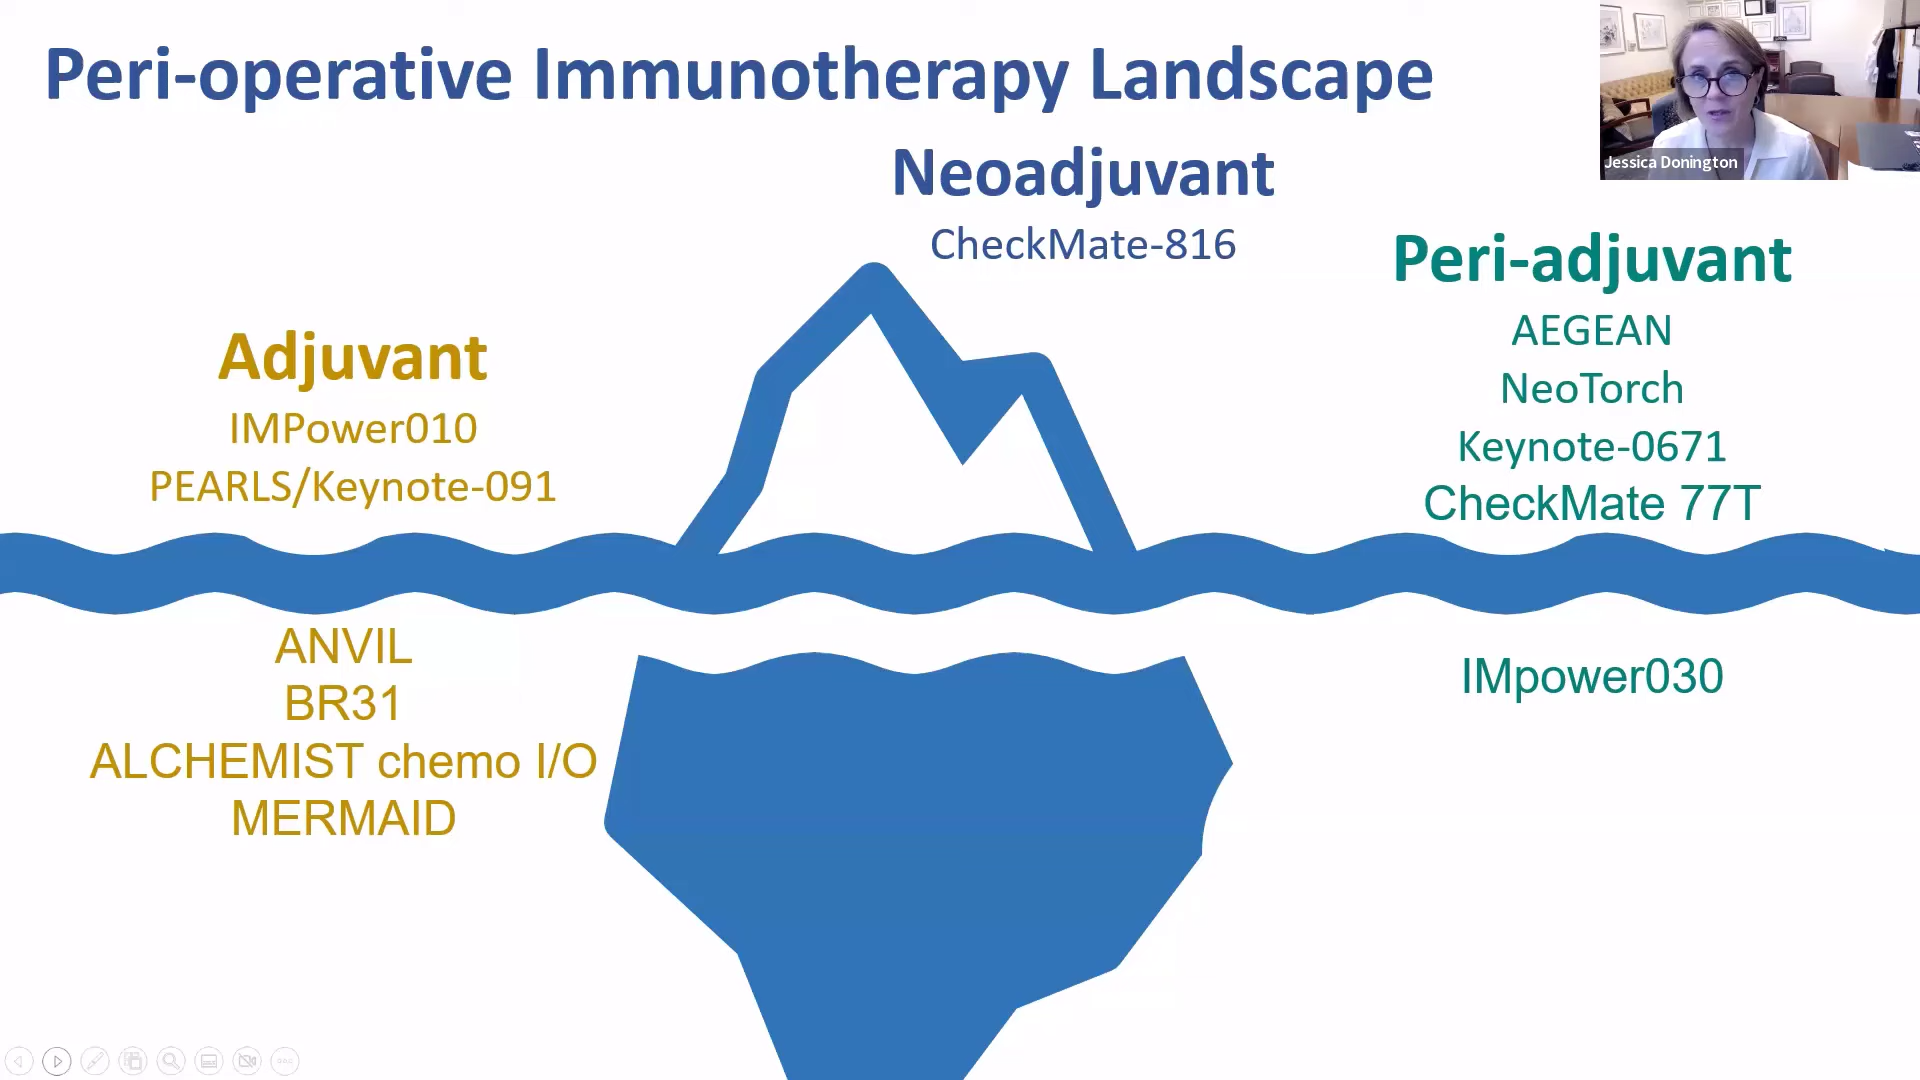 Peri-operative Immunotherapy Landscape
Jessica Donington
Neoadjuvant
CheckMate-816
Peri-adjuvant
AEGEAN
NeoTorch
Keynote-0671
CheckMate 77T
Adjuvant
IMPower010
PEARLS/Keynote-091
ANVIL
BR31
ALCHEMIST chemo I/O
MERMAID
IMpower030